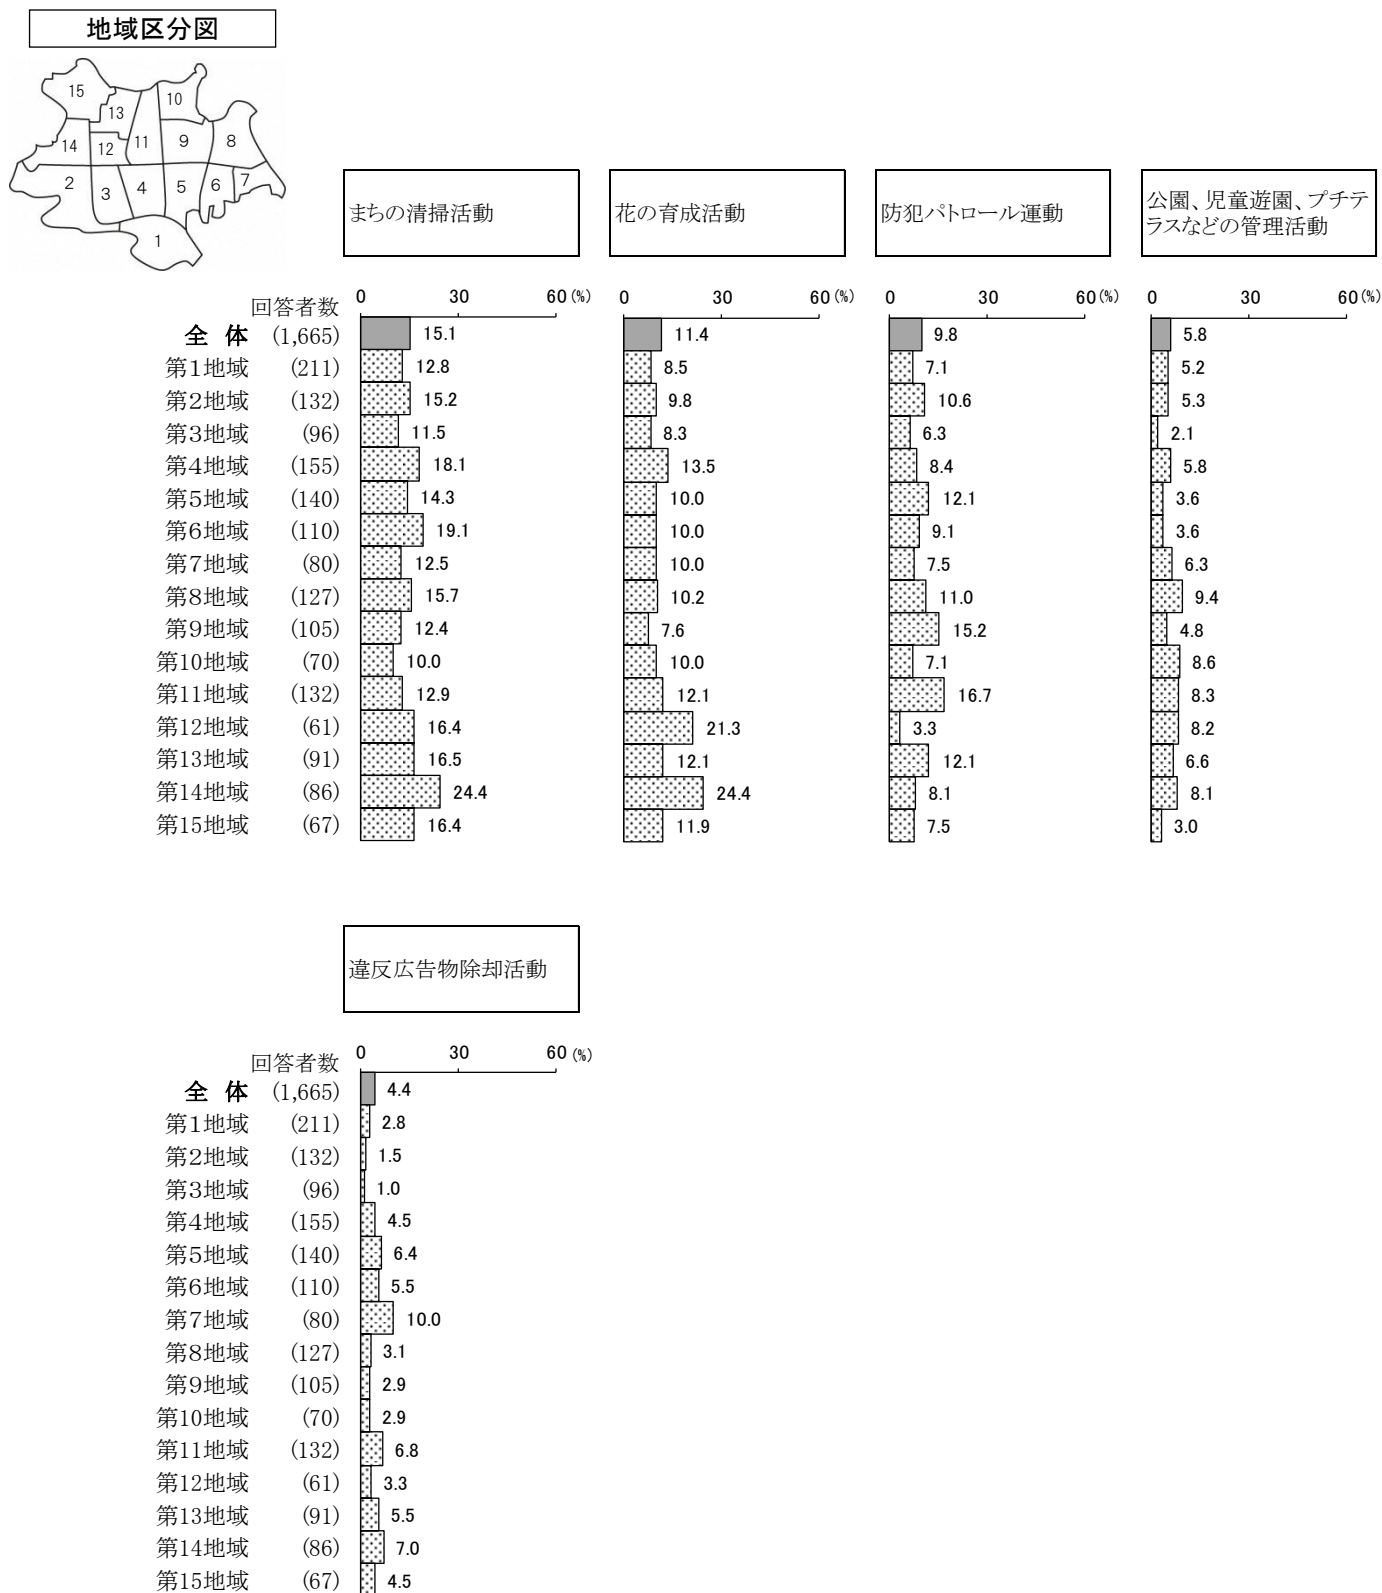 地域区分図
15
10
13
14
12
11
9
8
2
3
4
5
6
7
1
まちの清掃活動
花の育成活動
防犯パトロール運動
公園、児童遊園、プチテ
ラスなどの管理活動
回答者数 0 30 60 (%) 0 30 60 (%) 0 30 60 (%) 0 30 60 (%)
全 体 (1,665) 15.1 11.4 9.8 5.8
第1地域 (211) 12.8 8.5 7.1 5.2
第2地域 (132) 15.2 9.8 10.6 5.3
第3地域 (96) 11.5 8.3 6.3 2.1
第4地域 (155) 18.1 13.5 8.4 5.8
第5地域 (140) 14.3 10.0 12.1 3.6
第6地域 (110) 19.1 10.0 9.1 3.6
第7地域 (80) 12.5 10.0 7.5 6.3
第8地域 (127) 15.7 10.2 11.0 9.4
第9地域 (105) 12.4 7.6 15.2 4.8
第10地域 (70) 10.0 10.0 7.1 8.6
第11地域 (132) 12.9 12.1 16.7 8.3
第12地域 (61) 16.4 21.3 3.3 8.2
第13地域 (91) 16.5 12.1 12.1 6.6
第14地域 (86) 24.4 24.4 8.1 8.1
第15地域 (67) 16.4 11.9 7.5 3.0
違反広告物除却活動
回答者数 0 30 60 (%)
全 体 (1,665) 4.4
第1地域 (211) 2.8
第2地域 (132) 1.5
第3地域 (96) 1.0
第4地域 (155) 4.5
第5地域 (140) 6.4
第6地域 (110) 5.5
第7地域 (80) 10.0
第8地域 (127) 3.1
第9地域 (105) 2.9
第10地域 (70) 2.9
第11地域 (132) 6.8
第12地域 (61) 3.3
第13地域 (91) 5.5
第14地域 (86) 7.0
第15地域 (67) 4.5